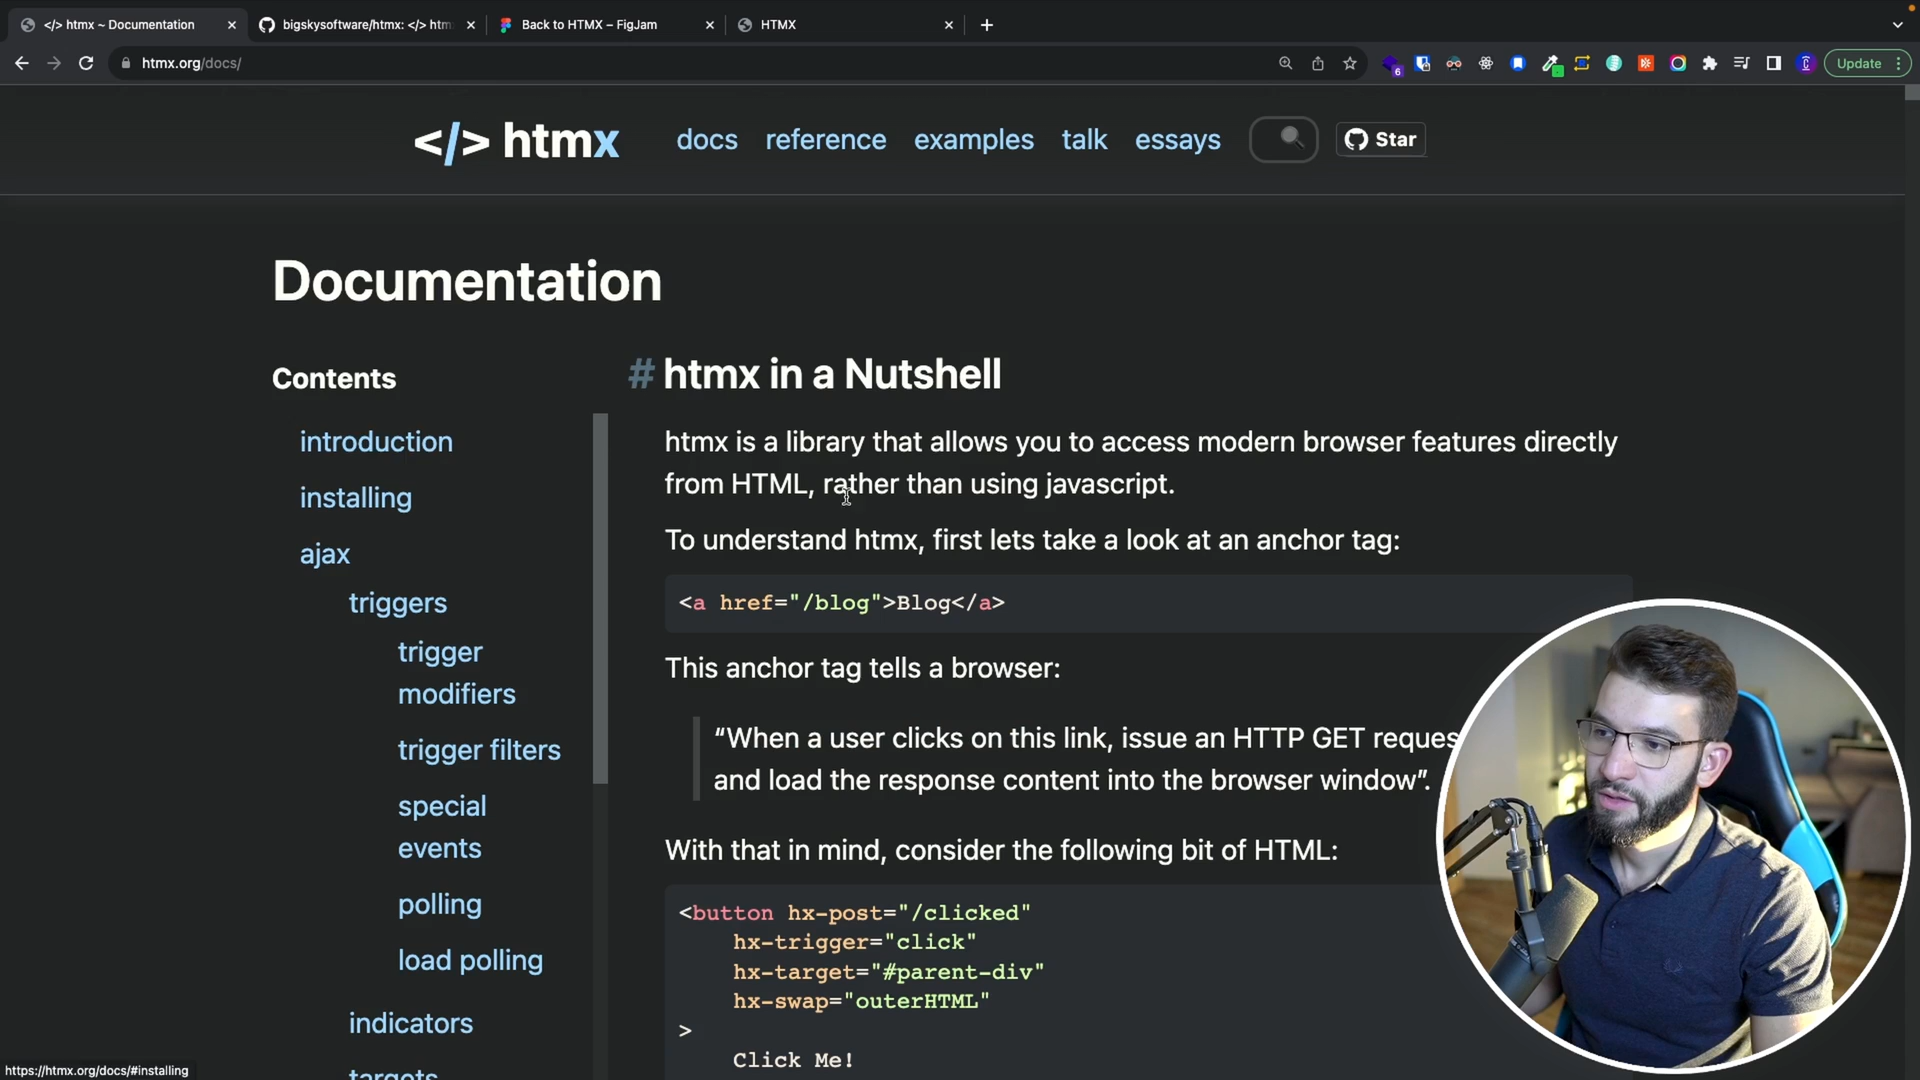 </> htmx ~ Documentation
bigskysoftware/htmx: </> htm
Back to HTMX – FigJam
HTMX
htmx.org/docs/
6
Update
</> htmx
docs
reference
examples
talk
essays
Star
Documentation
Contents
introduction
installing
ajax
triggers
trigger
modifiers
trigger filters
special
events
polling
load polling
indicators
targets
# htmx in a Nutshell
htmx is a library that allows you to access modern browser features directly
from HTML, rather than using javascript.
To understand htmx, first lets take a look at an anchor tag:
<a href="/blog">Blog</a>
This anchor tag tells a browser:
“When a user clicks on this link, issue an HTTP GET reques
and load the response content into the browser window”.
With that in mind, consider the following bit of HTML:
<button hx-post="/clicked"
hx-trigger="click"
hx-target="#parent-div"
hx-swap="outerHTML"
>
Click Me!
https://htmx.org/docs/#installing